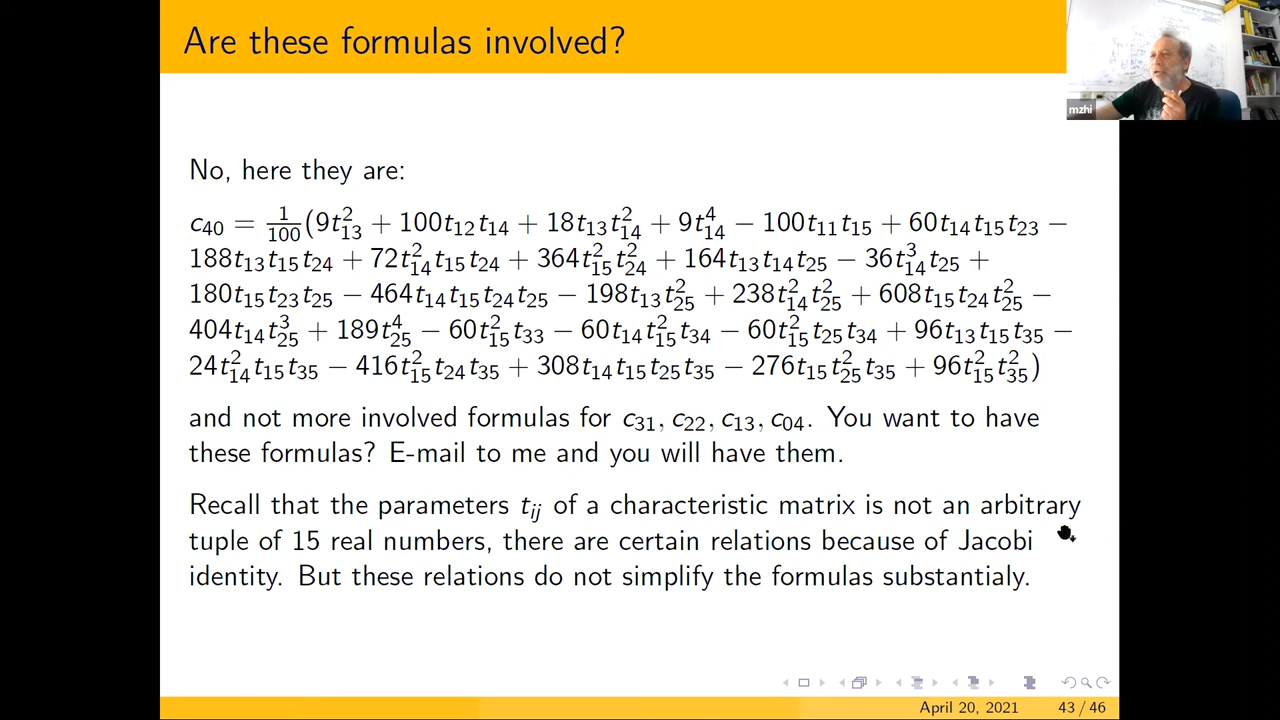 Are these formulas involved?
mzhi
No, here they are:
c₄₀ = 1/100 (9t₁₃² + 100t₁₂t₁₄ + 18t₁₃t₁₄² + 9t₁₄⁴ − 100t₁₁t₁₅ + 60t₁₄t₁₅t₂₃ −
188t₁₃t₁₅t₂₄ + 72t₁₄²t₁₅t₂₄ + 364t₁₅²t₂₄² + 164t₁₃t₁₄t₂₅ − 36t₁₄³t₂₅ +
180t₁₅t₂₃t₂₅ − 464t₁₄t₁₅t₂₄t₂₅ − 198t₁₃t₂₅² + 238t₁₄²t₂₅² + 608t₁₅t₂₄t₂₅² −
404t₁₄t₂₅³ + 189t₂₅⁴ − 60t₁₅²t₃₃ − 60t₁₄t₁₅²t₃₄ − 60t₁₅²t₂₅t₃₄ + 96t₁₃t₁₅t₃₅ −
24t₁₄²t₁₅t₃₅ − 416t₁₅²t₂₄t₃₅ + 308t₁₄t₁₅t₂₅t₃₅ − 276t₁₅t₂₅²t₃₅ + 96t₁₅²t₃₅²)
and not more involved formulas for c₃₁, c₂₂, c₁₃, c₀₄. You want to have
these formulas? E-mail to me and you will have them.
Recall that the parameters tᵢⱼ of a characteristic matrix is not an arbitrary
tuple of 15 real numbers, there are certain relations because of Jacobi
identity. But these relations do not simplify the formulas substantialy.
April 20, 2021 43 / 46